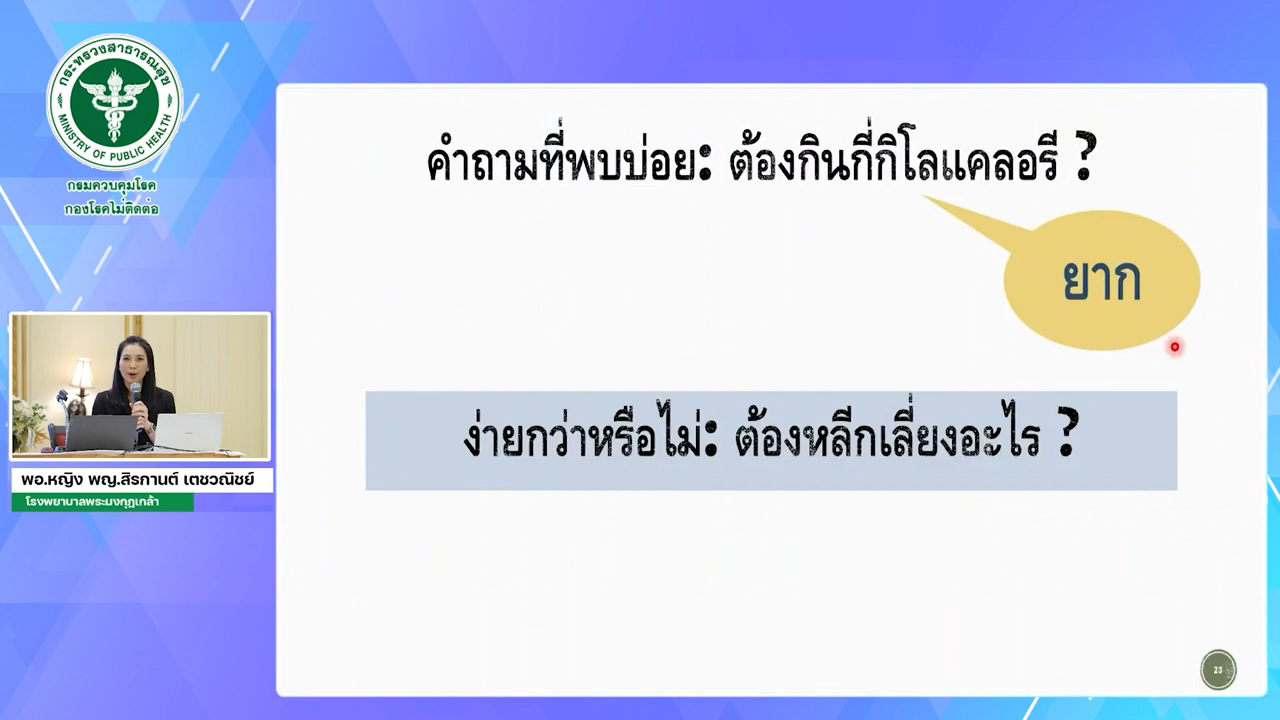 กระทรวงสาธารณสุข
MINISTRY OF PUBLIC HEALTH
กรมควบคุมโรค
กองโรคไม่ติดต่อ
คำถามที่พบบ่อย: ต้องกินกี่กิโลแคลอรี ?
ยาก
ง่ายกว่าหรือไม่: ต้องหลีกเลี่ยงอะไร ?
พอ.หญิง พญ.สิรกานต์ เตชวณิชย์
โรงพยาบาลพระมงกุฎเกล้า
23